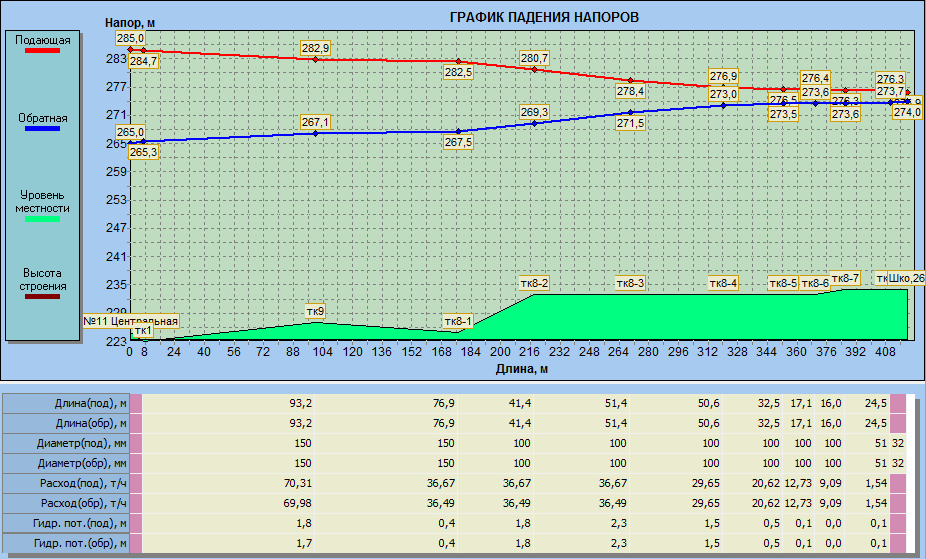 ГРАФИК ПАДЕНИЯ НАПОРОВ
Напор, м
Подающая
Обратная
Уровень
местности
Высота
строения
283
277
271
265
259
253
247
241
235
229
223
285,0
284,7
282,9
282,5
280,7
278,4
276,9
276,5
276,4
276,3
276,3
265,0
265,3
267,1
267,5
269,3
271,5
273,0
273,5
273,6
273,6
273,7
274,0
№11 Центральная
тк1
тк9
тк8-1
тк8-2
тк8-3
тк8-4
тк8-5
тк8-6
тк8-7
Шко,26
0 8 24 40 56 72 88 104 120 136 152 168 184 200 216 232 248 264 280 296 312 328 344 360 376 392 408
Длина, м
Длина(под), м 93,2 76,9 41,4 51,4 50,6 32,5 17,1 16,0 24,5
Длина(обр), м 93,2 76,9 41,4 51,4 50,6 32,5 17,1 16,0 24,5
Диаметр(под), мм 150 150 100 100 100 100 100 100 51 32
Диаметр(обр), мм 150 150 100 100 100 100 100 100 51 32
Расход(под), т/ч 70,31 36,67 36,67 36,67 29,65 20,62 12,73 9,09 1,54
Расход(обр), т/ч 69,98 36,49 36,49 36,49 29,65 20,62 12,73 9,09 1,54
Гидр. пот.(под), м 1,8 0,4 1,8 2,3 1,5 0,5 0,1 0,0 0,1
Гидр. пот.(обр), м 1,7 0,4 1,8 2,3 1,5 0,5 0,1 0,0 0,1